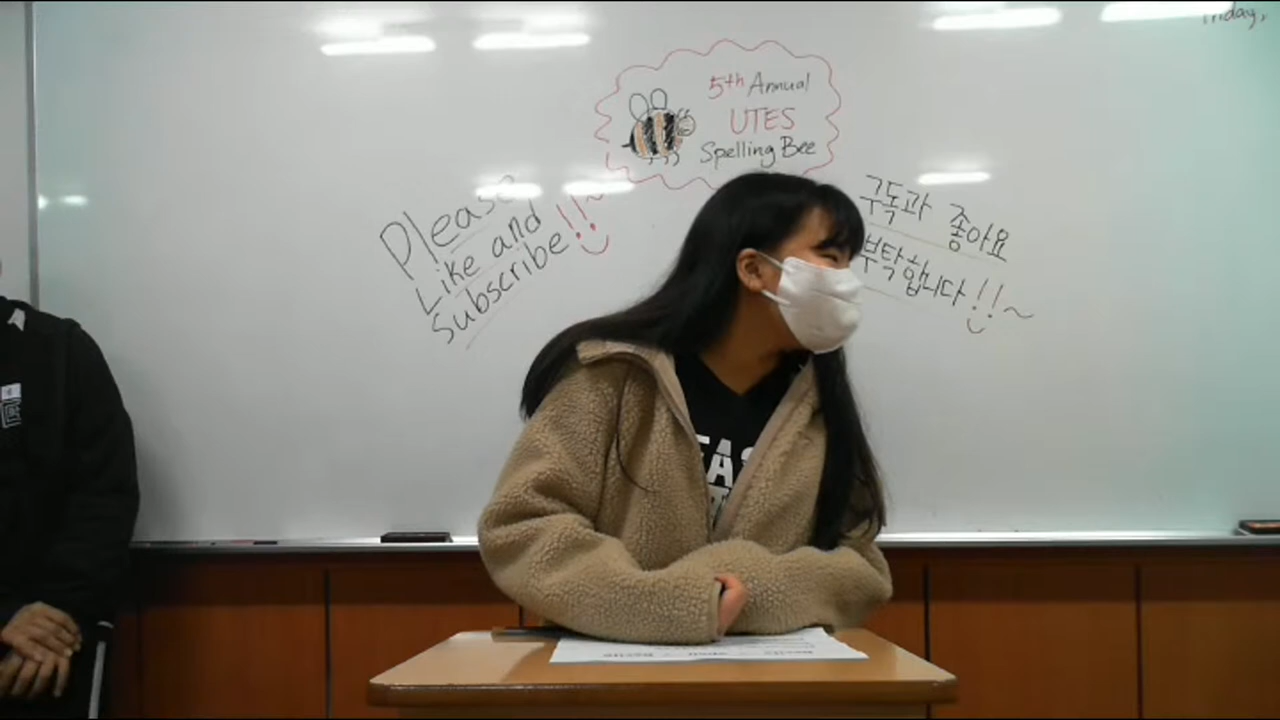 Friday,
5th Annual
UTES
Spelling Bee
Please
Like and
Subscribe!!~
구독과 좋아요
부탁합니다!!~
EAS